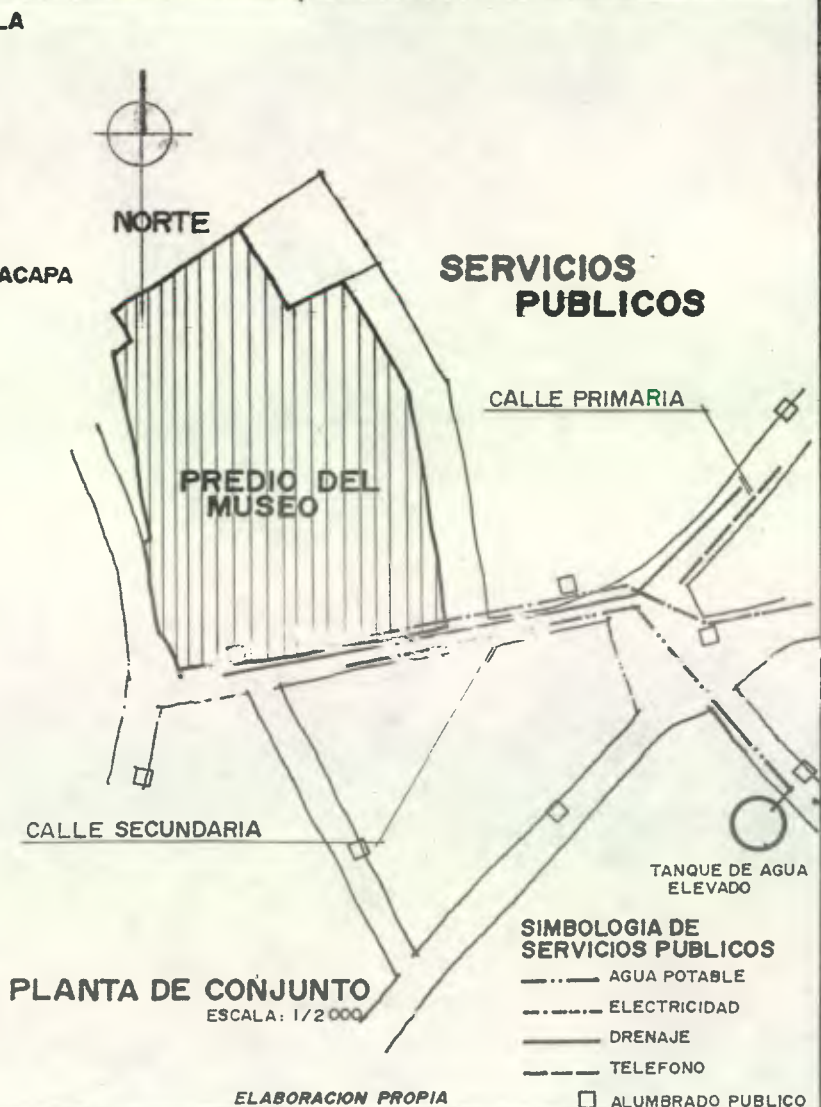 LA
NORTE
ACAPA
SERVICIOS
PUBLICOS
CALLE PRIMARIA
PREDIO DEL
MUSEO
CALLE SECUNDARIA
TANQUE DE AGUA
ELEVADO
PLANTA DE CONJUNTO
ESCALA: 1/2000
SIMBOLOGIA DE
SERVICIOS PUBLICOS
AGUA POTABLE
ELECTRICIDAD
DRENAJE
TELEFONO
ALUMBRADO PUBLICO
ELABORACION PROPIA